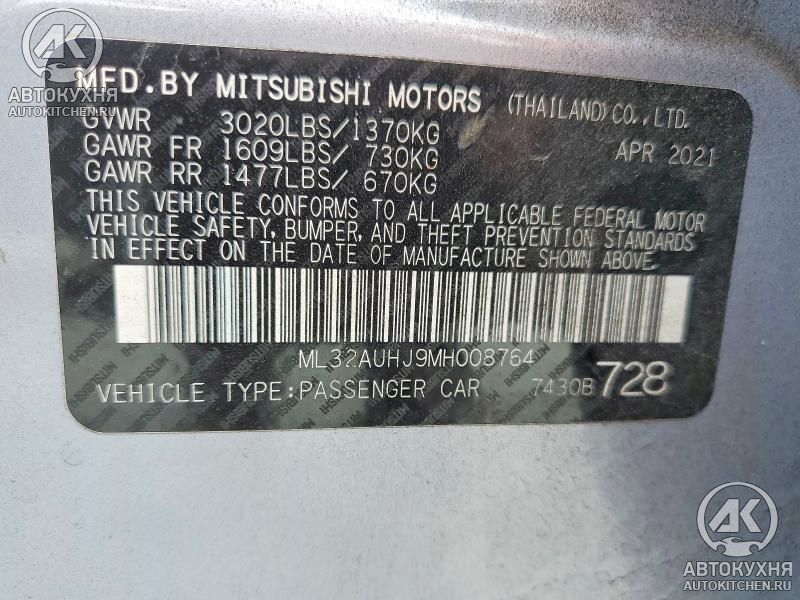 AK
АВТОКУХНЯ
AUTOKITCHEN.RU
MFD.BY MITSUBISHI MOTORS (THAILAND) CO., LTD.
GVWR 3020LBS/1370KG
GAWR FR 1609LBS/ 730KG APR 2021
GAWR RR 1477LBS/ 670KG
THIS VEHICLE CONFORMS TO ALL APPLICABLE FEDERAL MOTOR
VEHICLE SAFETY, BUMPER, AND THEFT PREVENTION STANDARDS
IN EFFECT ON THE DATE OF MANUFACTURE SHOWN ABOVE.
ML32AUHJ9MH008764
VEHICLE TYPE:PASSENGER CAR 7430B 728
AK
АВТОКУХНЯ
AUTOKITCHEN.RU